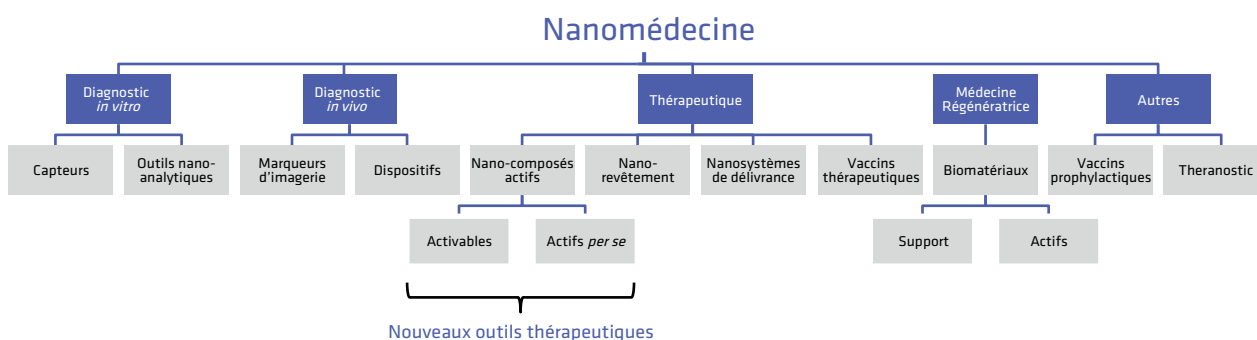 Nanomédecine
Diagnostic
in vitro
Diagnostic
in vivo
Thérapeutique
Médecine
Régénératrice
Autres
Capteurs
Outils nano-
analytiques
Marqueurs
d'imagerie
Dispositifs
Nano-composés
actifs
Nano-
revêtement
Nanosystèmes
de délivrance
Vaccins
thérapeutiques
Biomatériaux
Vaccins
prophylactiques
Theranostic
Activables
Actifs per se
Support
Actifs
Nouveaux outils thérapeutiques